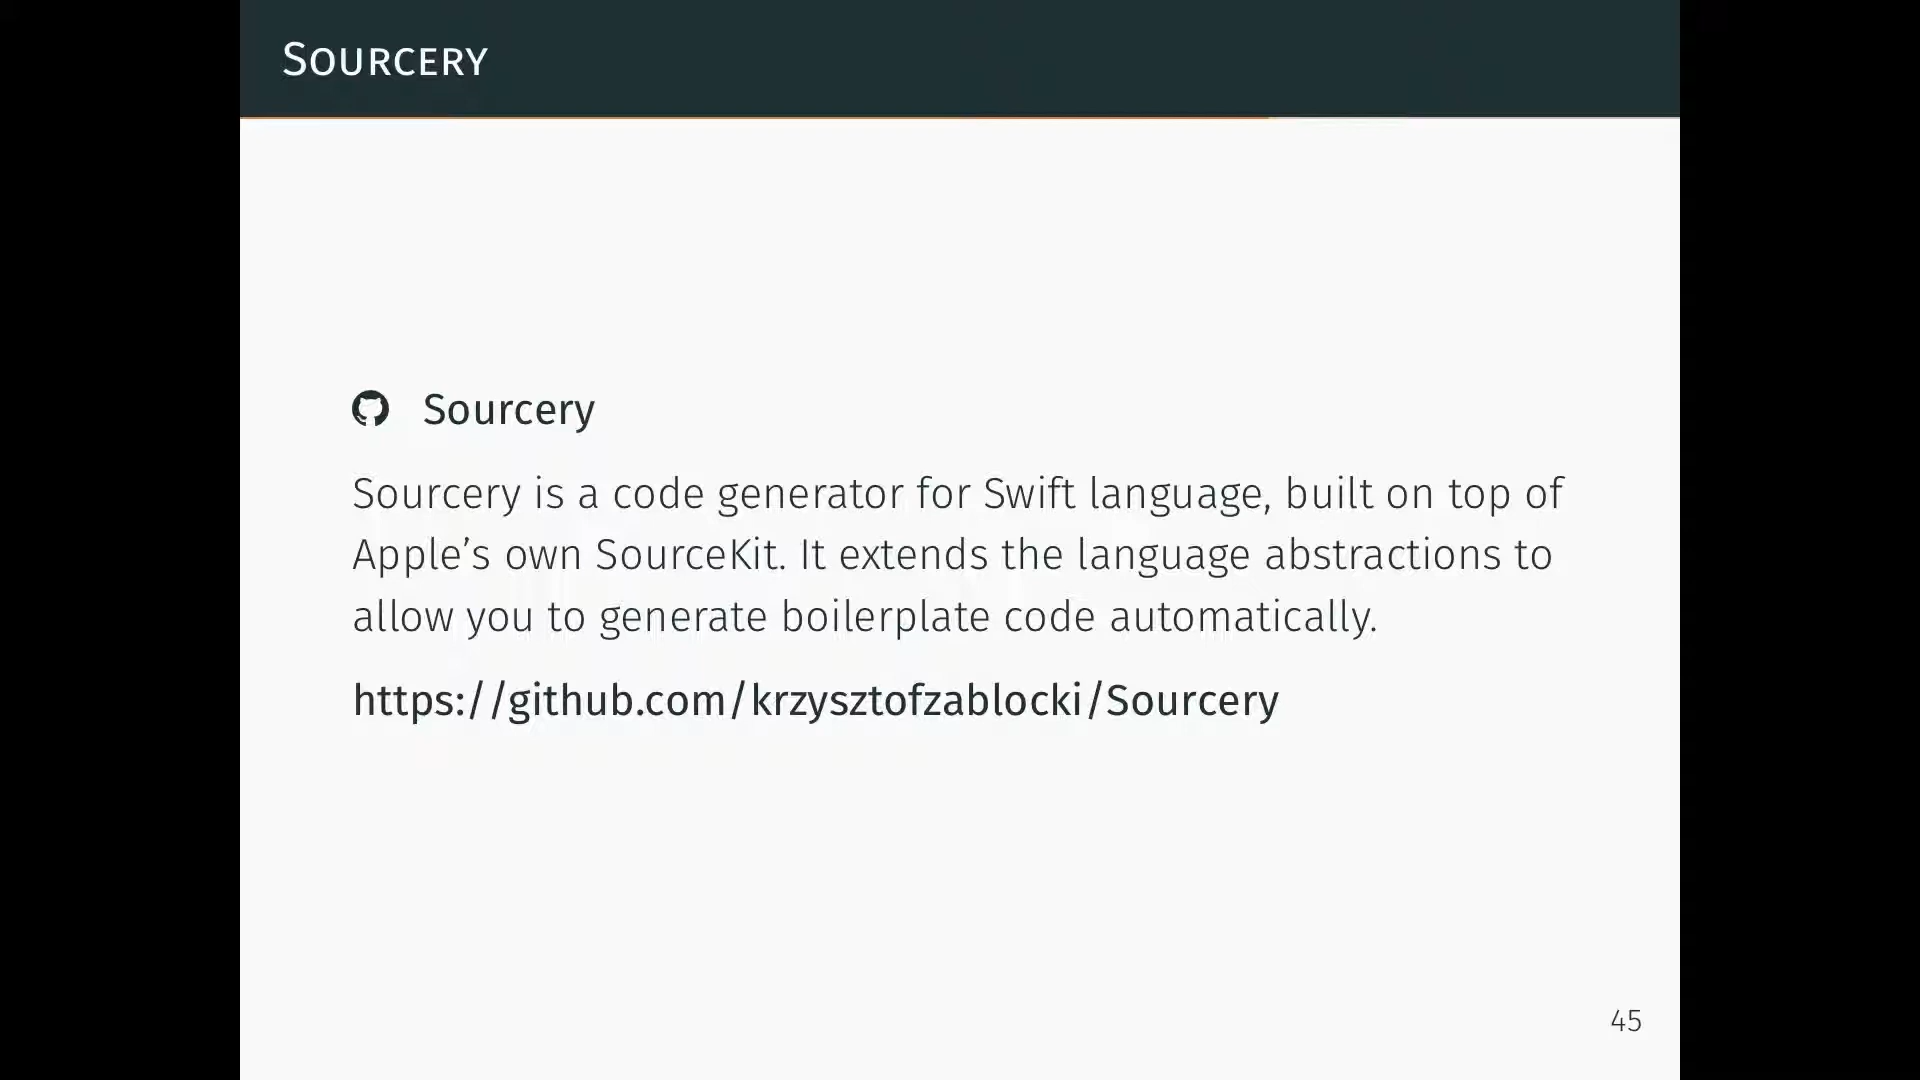 Sourcery
Sourcery
Sourcery is a code generator for Swift language, built on top of
Apple’s own SourceKit. It extends the language abstractions to
allow you to generate boilerplate code automatically.
https://github.com/krzysztofzablocki/Sourcery
45